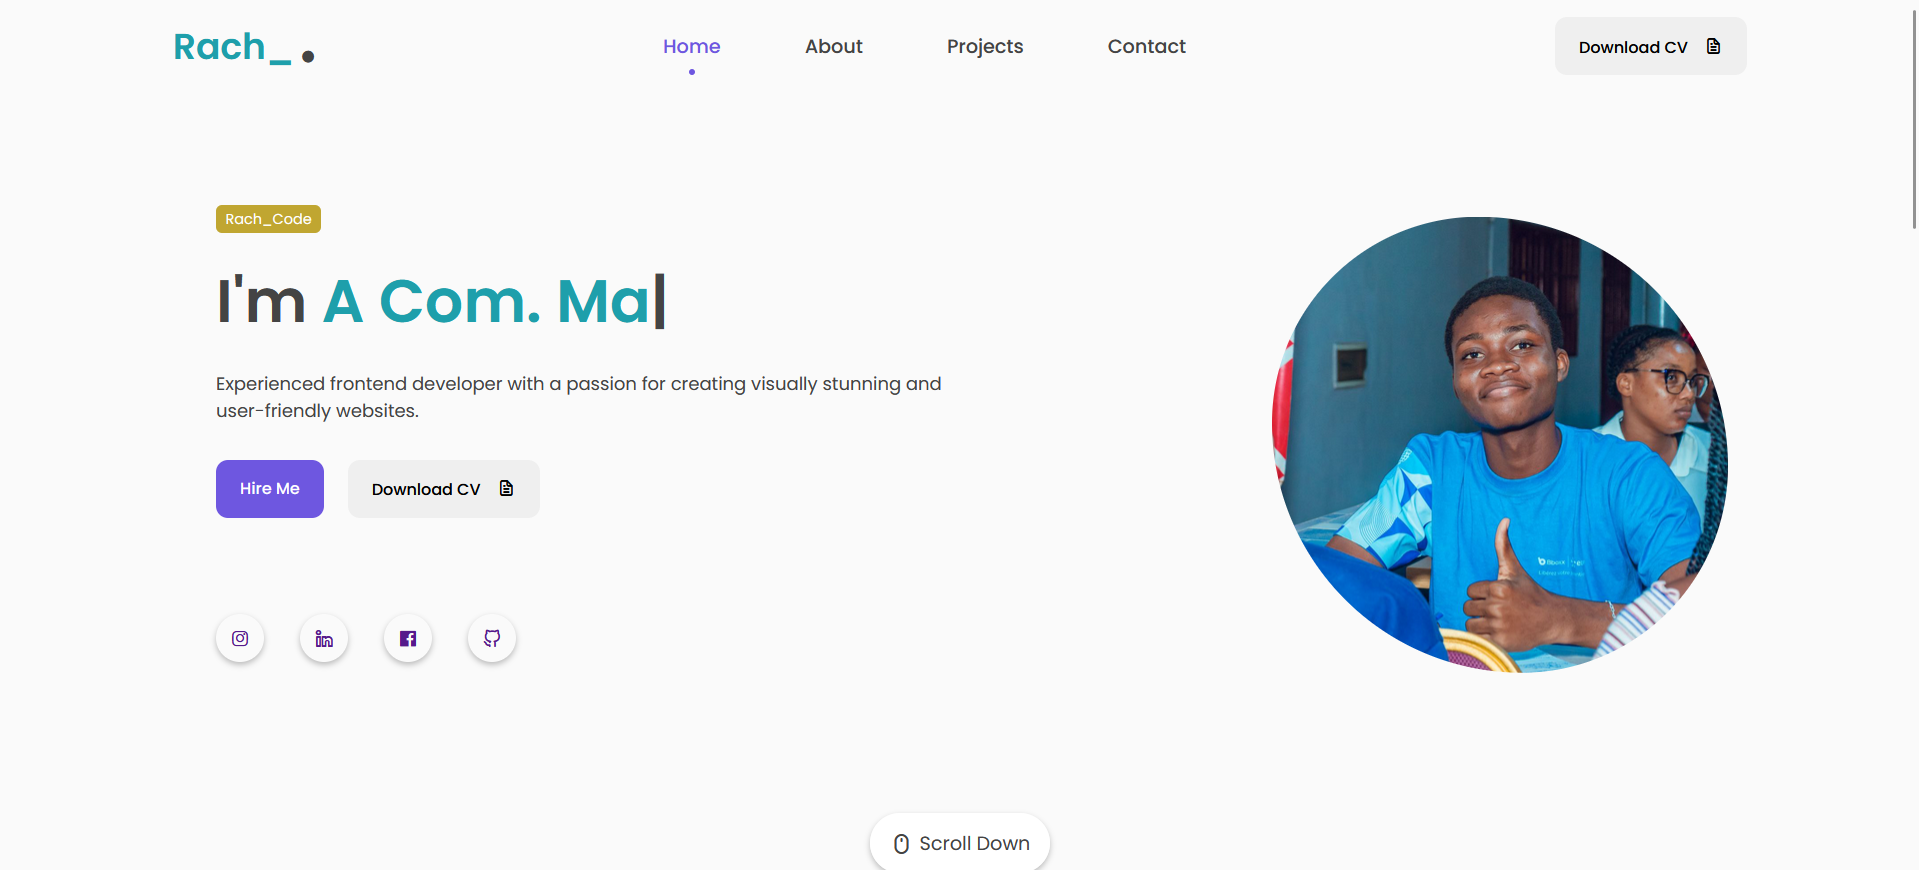 Rach_ .
Home
About
Projects
Contact
Download CV
Rach_Code
I'm A Com. Ma|
Experienced frontend developer with a passion for creating visually stunning and
user-friendly websites.
Hire Me
Download CV
Scroll Down